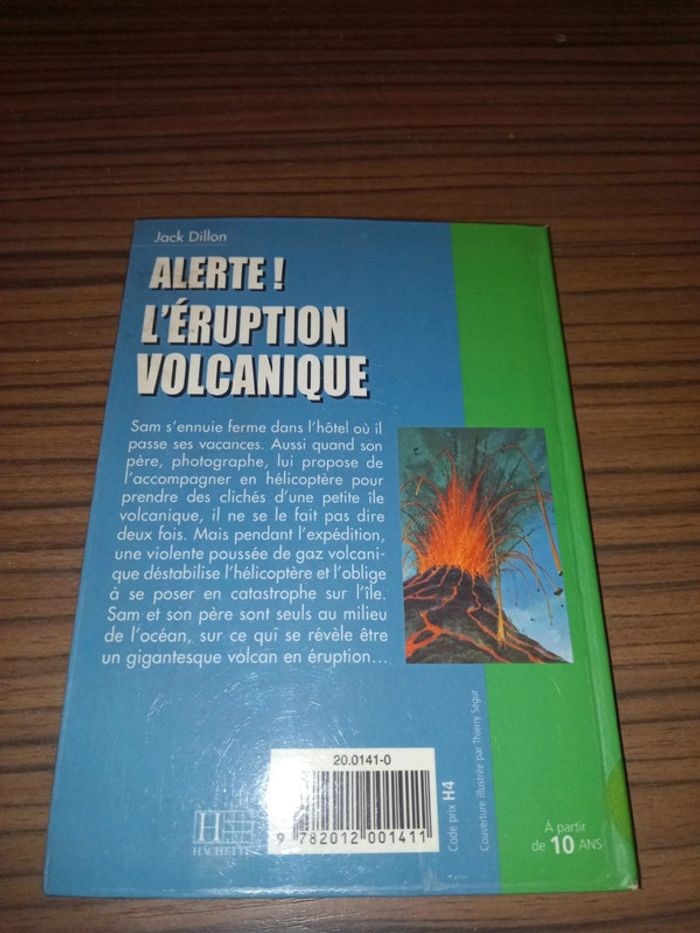 Jack Dillon
ALERTE !
L'ÉRUPTION
VOLCANIQUE
Sam s'ennuie ferme dans l'hôtel où il
passe ses vacances. Aussi quand son
père, photographe, lui propose de
l'accompagner en hélicoptère pour
prendre des clichés d'une petite île
volcanique, il ne se le fait pas dire
deux fois. Mais pendant l'expédition,
une violente poussée de gaz volcani-
que déstabilise l'hélicoptère et l'oblige
à se poser en catastrophe sur l'île.
Sam et son père sont seuls au milieu
de l'océan, sur ce qui se révèle être
un gigantesque volcan en éruption...
20.0141-0
9 782012 001411
H
HACHETTE
Code prix H4
Couverture illustrée par Thierry Ségur
À partir
de 10 ANS